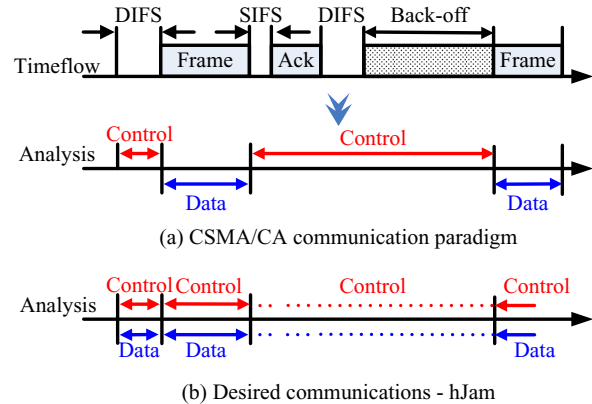 DIFS SIFS DIFS Back-off
Timeflow Frame Ack Frame
Control Control
Analysis
Data Data
(a) CSMA/CA communication paradigm
Control Control Control Control
Analysis
Data Data Data
(b) Desired communications - hJam